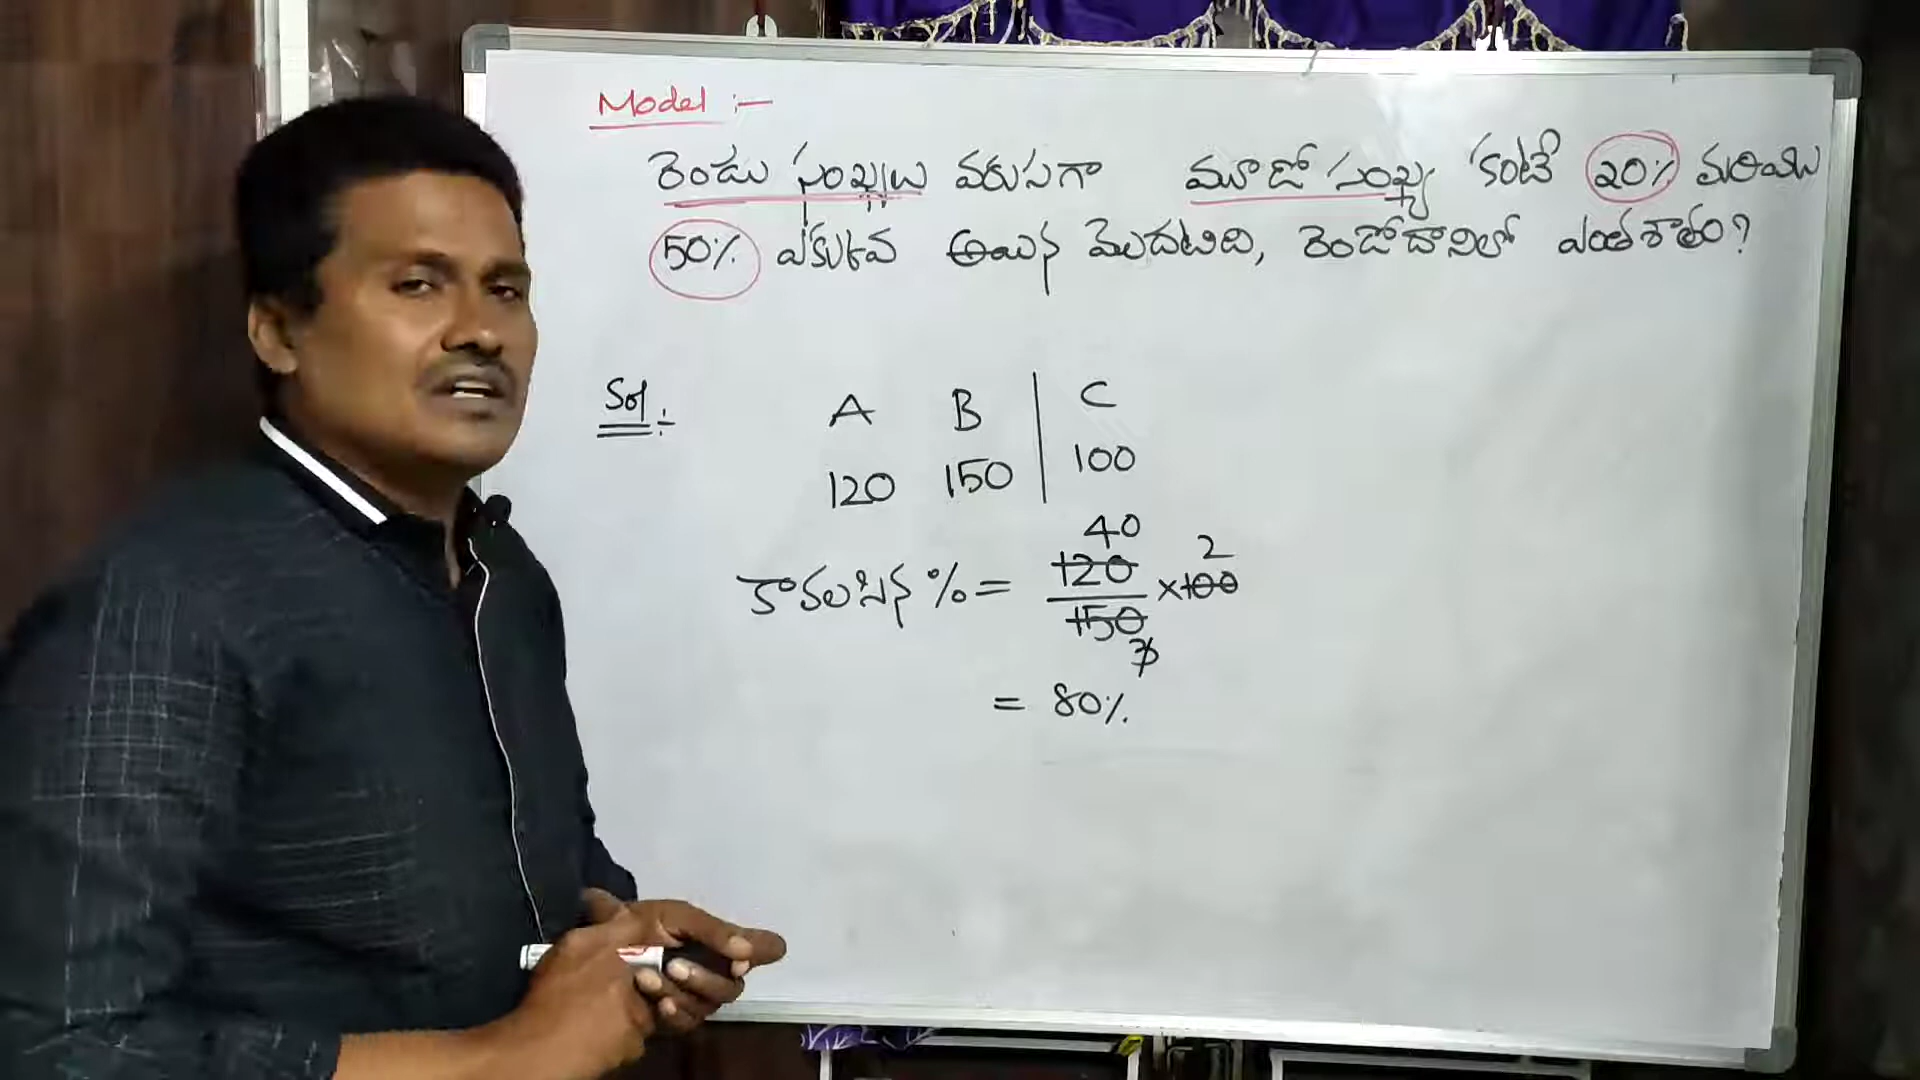 Model :-
రెండు సంఖ్యలు వరుసగా మూడో సంఖ్య కంటే 20% మరియు
50% ఎక్కువ అయిన మొదటిది, రెండోదానిలో ఎంతశాతం?
Sol :-
A B C
120 150 100
40
2
కావలసిన % = 120/150 ×100
3
= 80%